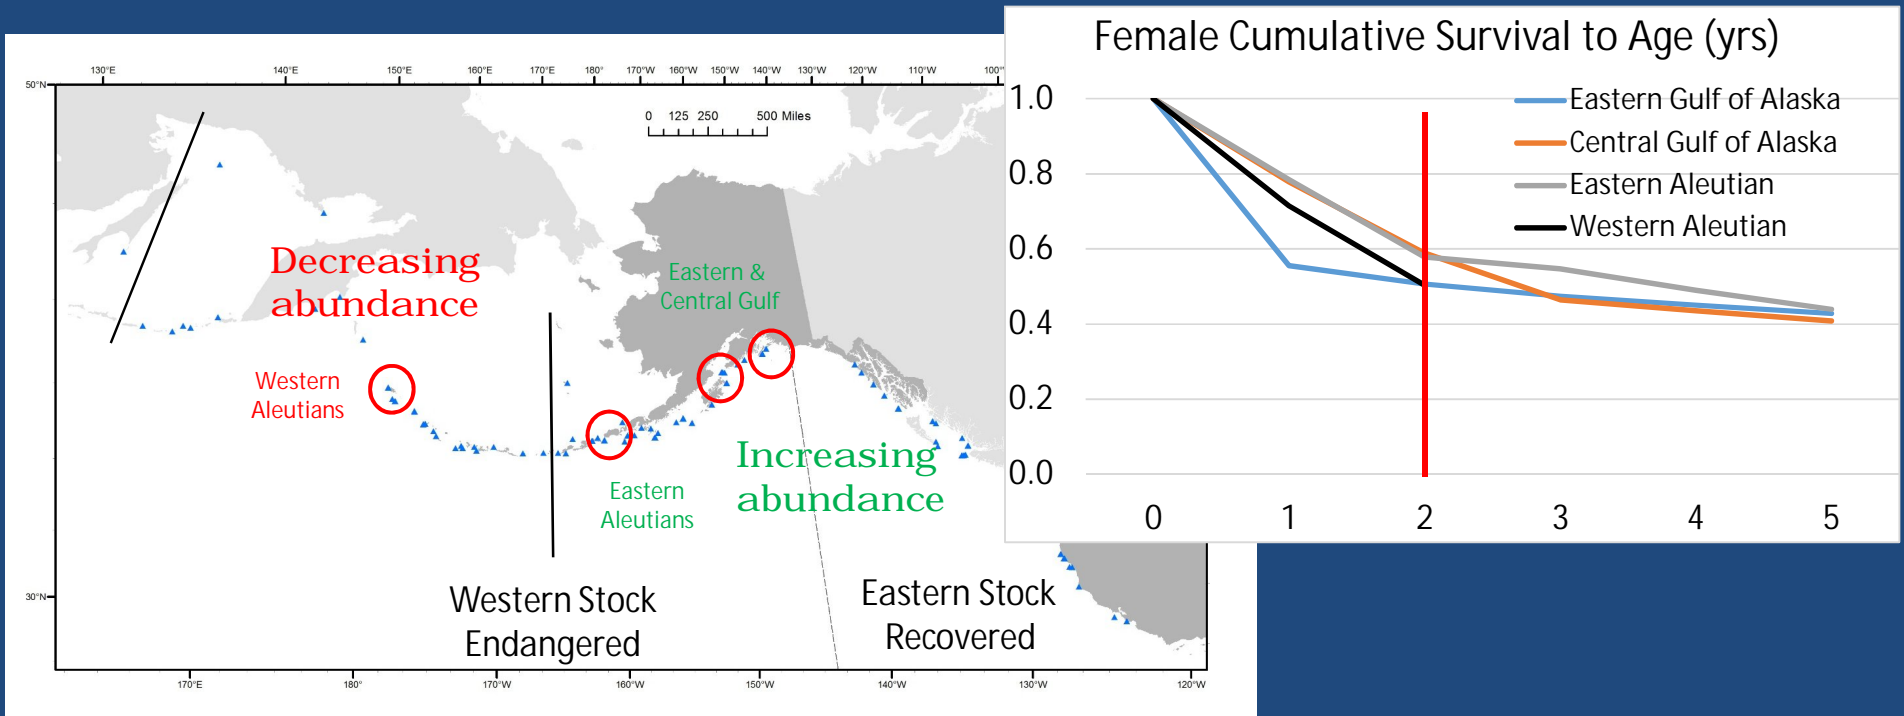 130°E 140°E 150°E 160°E 170°E 180° 170°W 160°W 150°W 140°W 130°W 120°W 110°W 100°
50°N
0 125 250 500 Miles
Decreasing
abundance
Eastern &
Central Gulf
Western
Aleutians
Increasing
abundance
Eastern
Aleutians
30°N
Western Stock
Endangered
Eastern Stock
Recovered
170°E 180° 170°W 160°W 150°W 140°W 130°W 120°W
Female Cumulative Survival to Age (yrs)
Eastern Gulf of Alaska
Central Gulf of Alaska
Eastern Aleutian
Western Aleutian
1.0
0.8
0.6
0.4
0.2
0.0
0 1 2 3 4 5